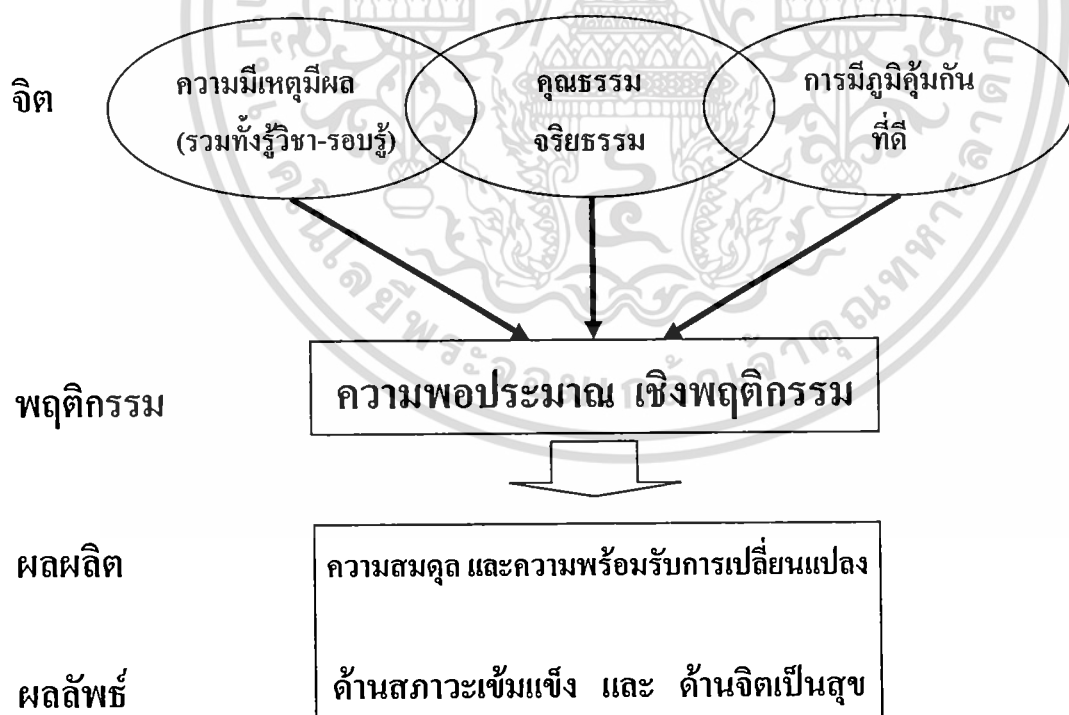 จิต
ความมีเหตุมีผล
(รวมทั้งรู้วิชา-รอบรู้)
คุณธรรม
จริยธรรม
การมีภูมิคุ้มกัน
ที่ดี
พฤติกรรม
ความพอประมาณ เชิงพฤติกรรม
ผลผลิต
ความสมดุล และความพร้อมรับการเปลี่ยนแปลง
ผลลัพธ์
ด้านสภาวะเข้มแข็ง และ ด้านจิตเป็นสุข